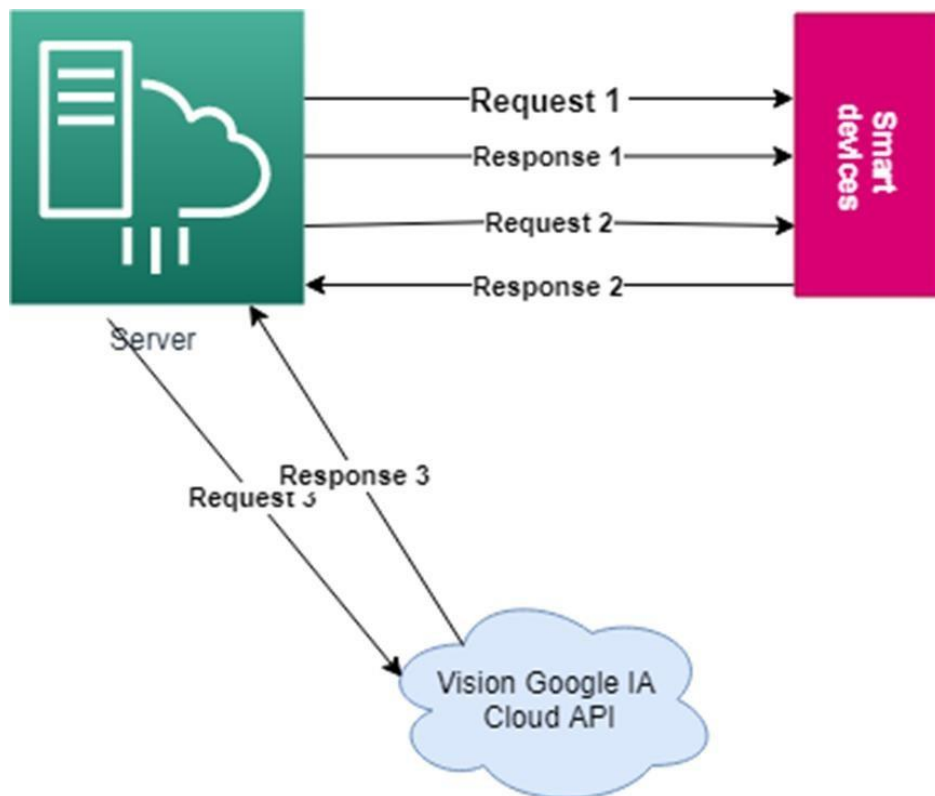 Request 1
Response 1
Request 2
Response 2
Smart
devices
Server
Response 3
Request 3
Vision Google IA
Cloud API